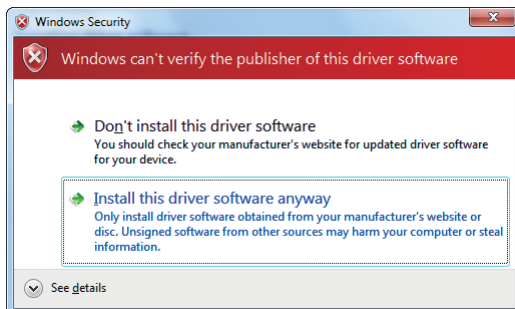 Windows Security
Windows can't verify the publisher of this driver software
Don't install this driver software
You should check your manufacturer's website for updated driver software
for your device.
Install this driver software anyway
Only install driver software obtained from your manufacturer's website or
disc. Unsigned software from other sources may harm your computer or steal
information.
See details